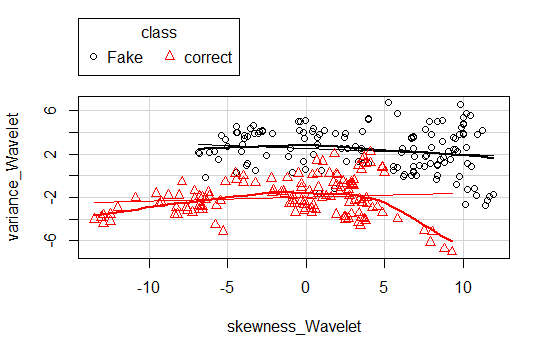 class
Fake correct
variance_Wavelet
6
2
-2
-6
-10 -5 0 5 10
skewness_Wavelet